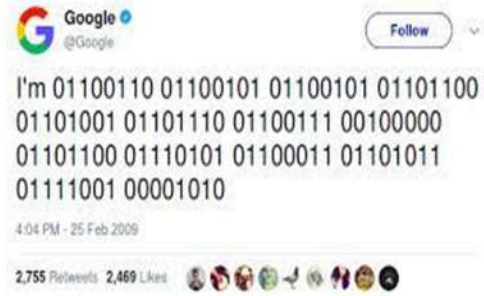 Google
@Google
Follow
I'm 01100110 01100101 01100101 01101100
01101001 01101110 01100111 00100000
01101100 01110101 01100011 01101011
01111001 00001010
4:04 PM - 25 Feb 2009
2,755 Retweets 2,469 Likes